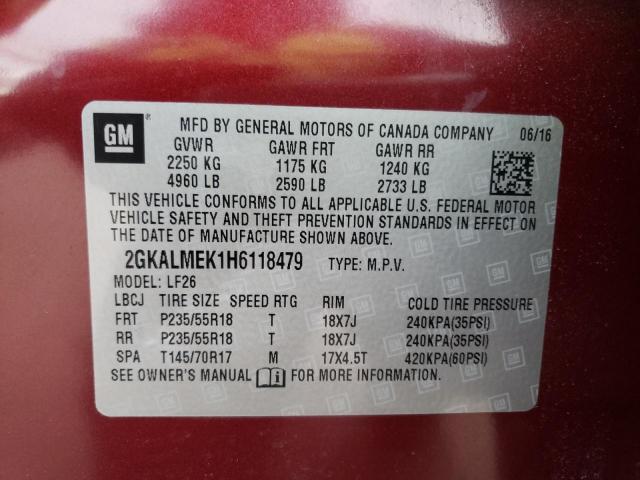 GM MFD BY GENERAL MOTORS OF CANADA COMPANY 06/16
GVWR GAWR FRT GAWR RR
2250 KG 1175 KG 1240 KG
4960 LB 2590 LB 2733 LB
THIS VEHICLE CONFORMS TO ALL APPLICABLE U.S. FEDERAL MOTOR
VEHICLE SAFETY AND THEFT PREVENTION STANDARDS IN EFFECT ON
THE DATE OF MANUFACTURE SHOWN ABOVE.
2GKALMEK1H6118479 TYPE: M.P.V.
MODEL: LF26
LBCJ TIRE SIZE SPEED RTG RIM COLD TIRE PRESSURE
FRT P235/55R18 T 18X7J 240KPA(35PSI)
RR P235/55R18 T 18X7J 240KPA(35PSI)
SPA T145/70R17 M 17X4.5T 420KPA(60PSI)
SEE OWNER'S MANUAL FOR MORE INFORMATION.